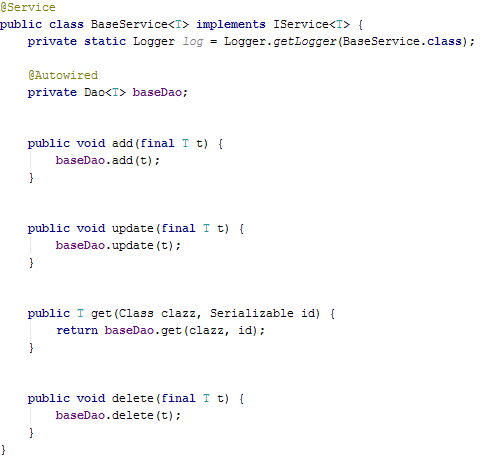 @Service
public class BaseService<T> implements IService<T> {
    private static Logger log = Logger.getLogger(BaseService.class);
    @Autowired
    private Dao<T> baseDao;
    public void add(final T t) {
        baseDao.add(t);
    }
    public void update(final T t) {
        baseDao.update(t);
    }
    public T get(Class clazz, Serializable id) {
        return baseDao.get(clazz, id);
    }
    public void delete(final T t) {
        baseDao.delete(t);
    }
}